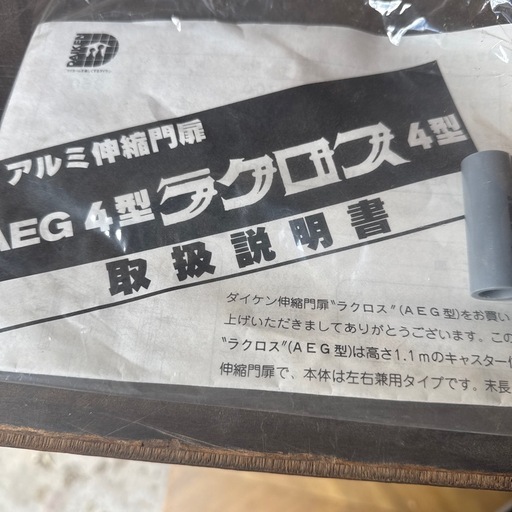 DAIKEN
アルミ伸縮門扉
AEG 4型 ラクロス 4型
取扱説明書
ダイケン伸縮門扉"ラクロス"(AEG型)をお買い
上げいただきましてありがとうございます。この
"ラクロス"(AEG型)は高さ1.1mのキャスター
伸縮門扉で、本体は左右兼用タイプです。末長